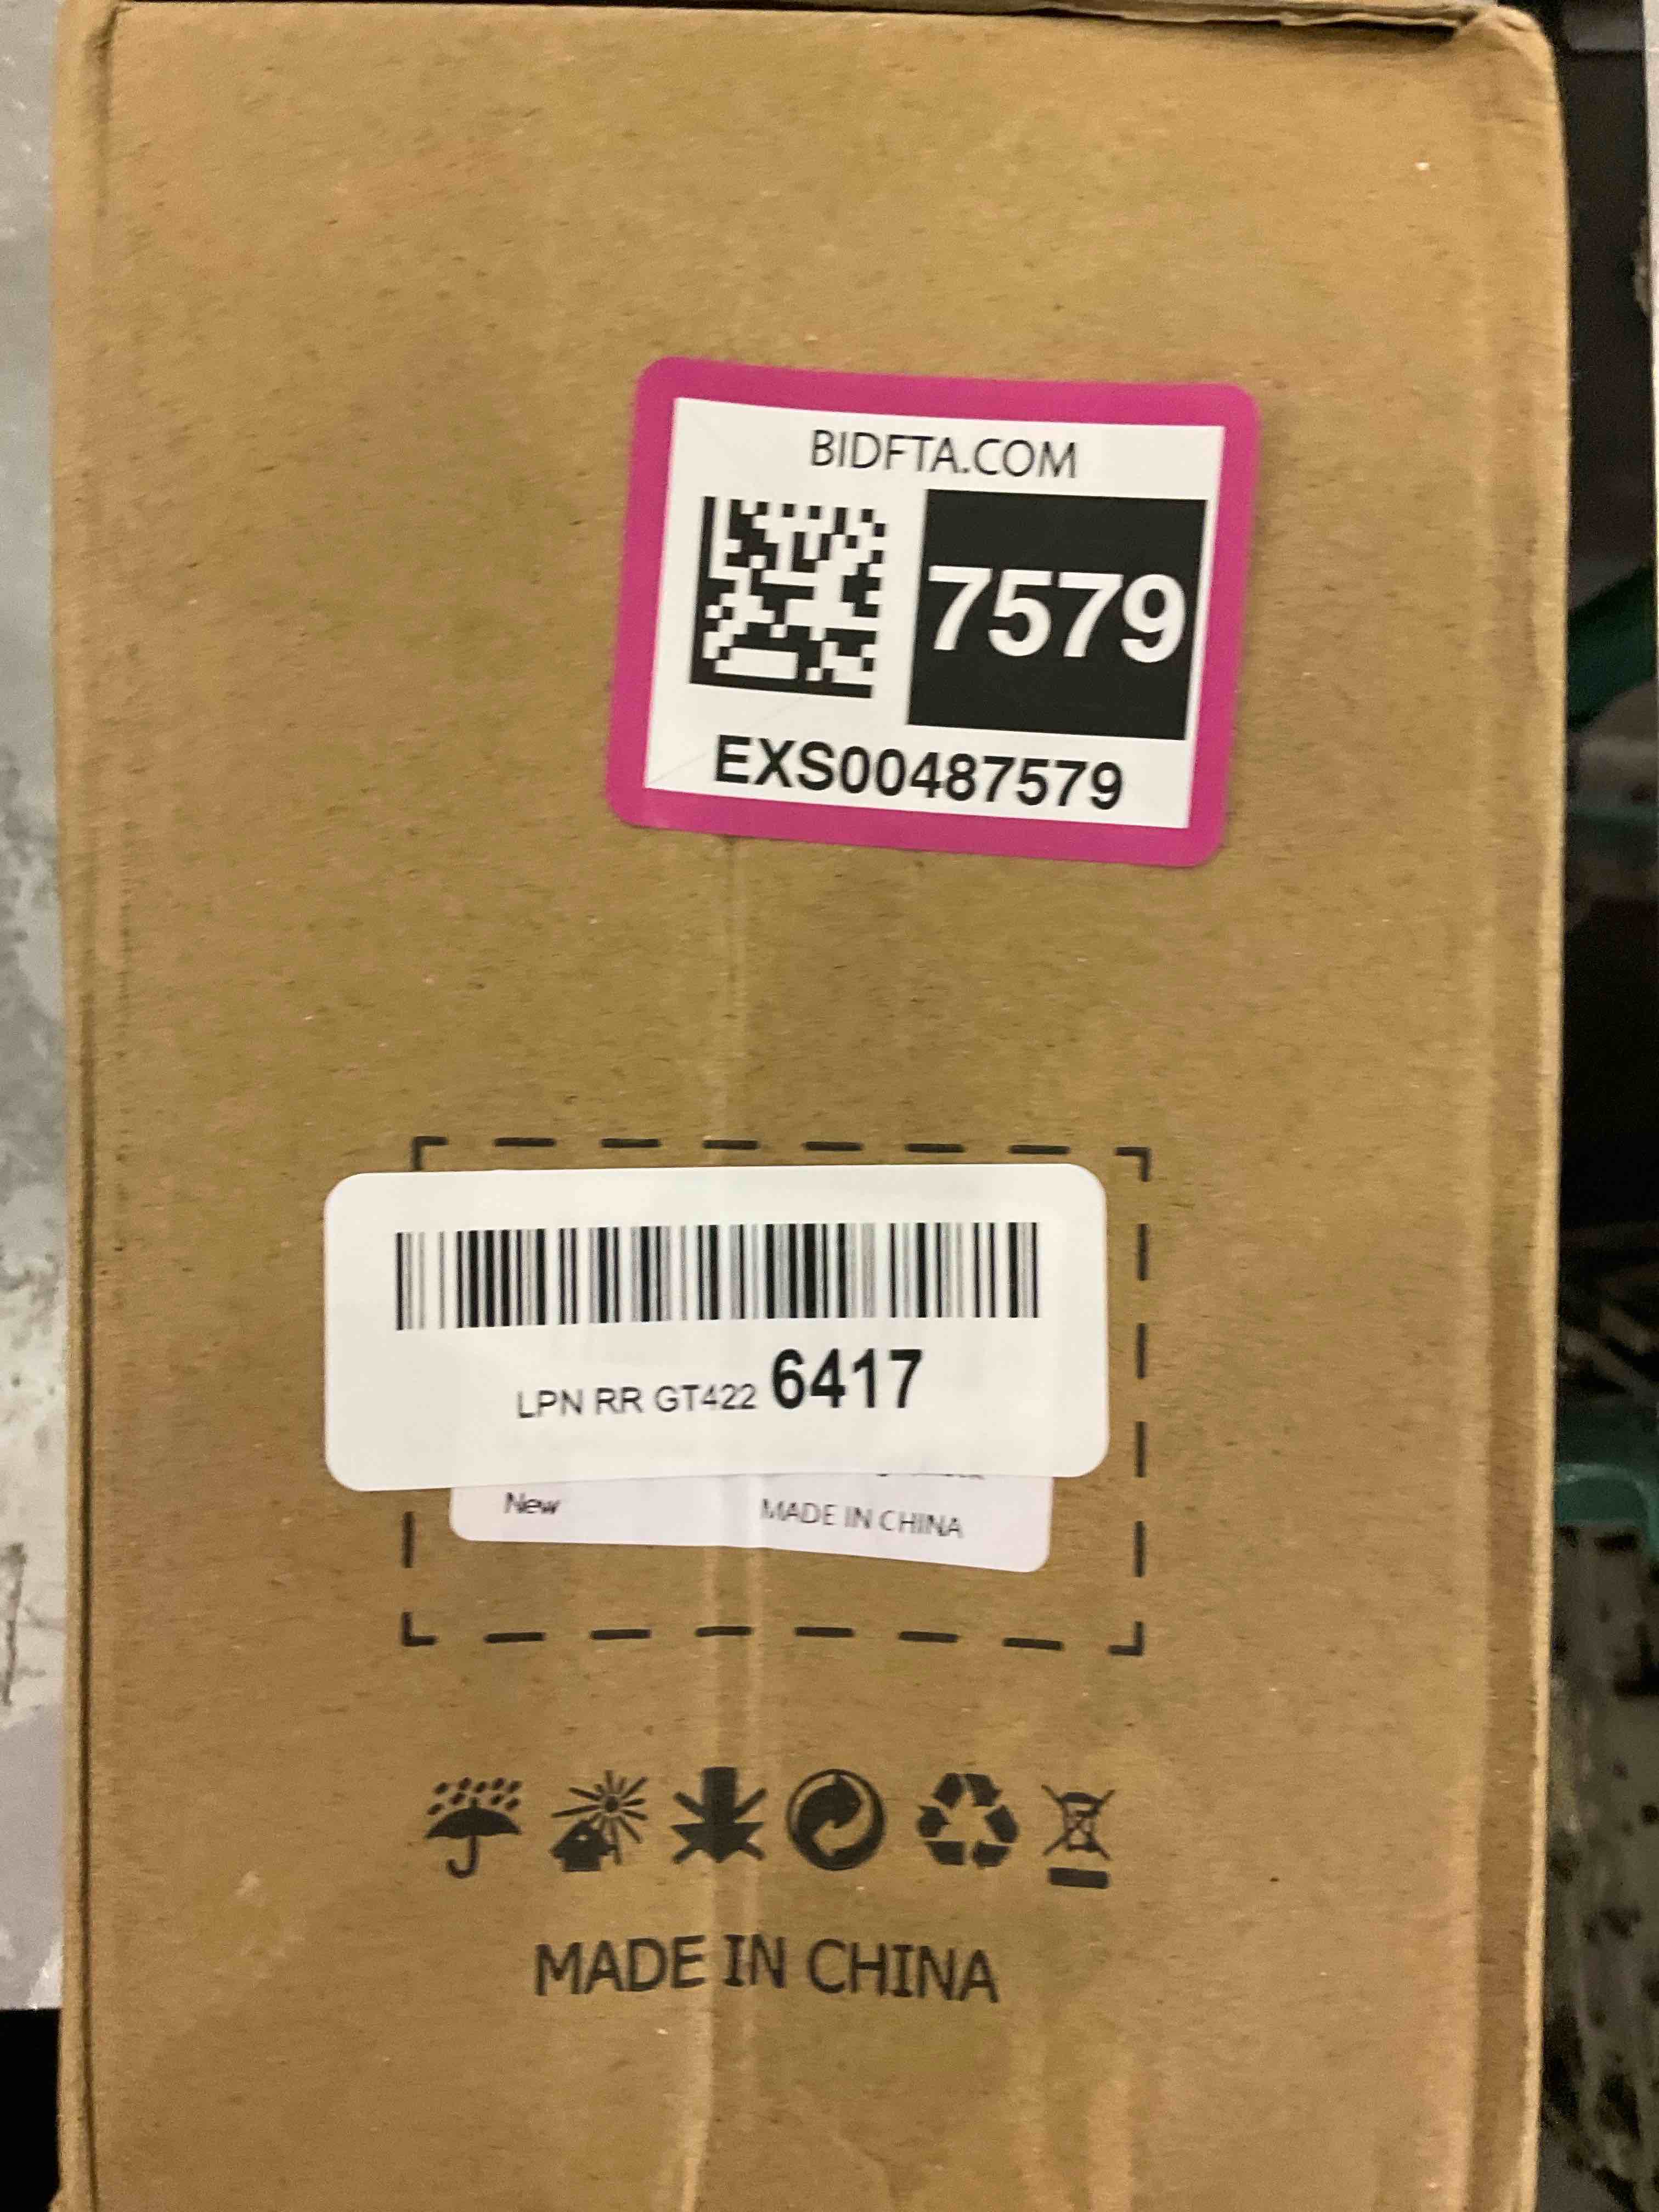 BIDFTA.COM
7579
EXS00487579
LPN RR GT422 6417
New
MADE IN CHINA
MADE IN CHINA